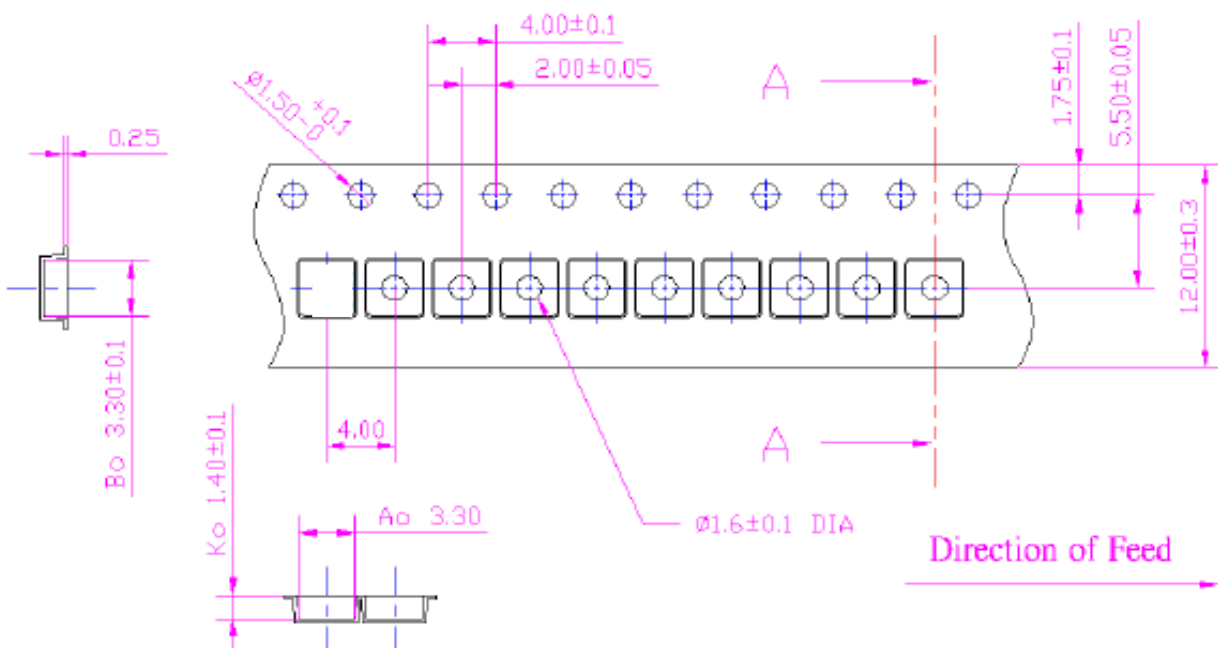 4.00±0.1
2.00±0.05
Ø1.50 +0.1 -0
A
1.75±0.1
5.50±0.05
0.25
12.00±0.3
Bo 3.30±0.1
4.00
A
Ko 1.40±0.1
Ao 3.30
Ø1.6±0.1 DIA
Direction of Feed